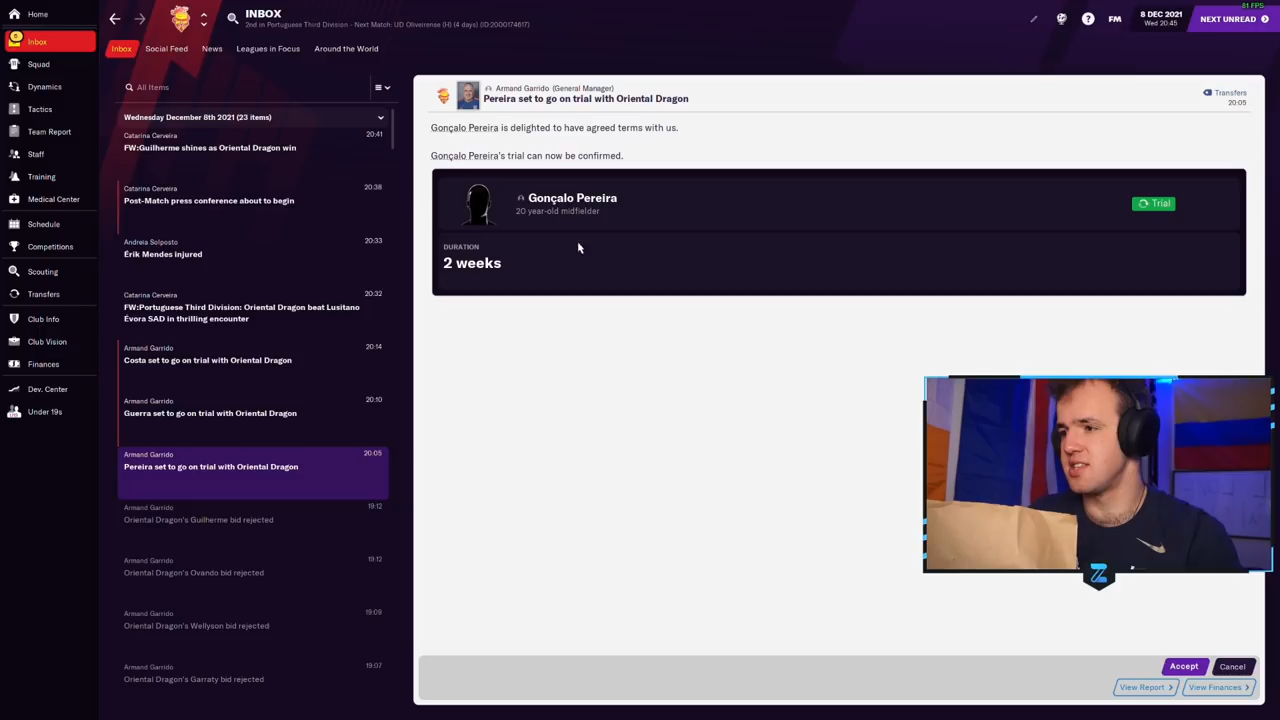 81 FPS
Home
INBOX
2nd in Portuguese Third Division - Next Match: UD Oliveirense (H) (4 days) (ID:2000174617)
FM
8 DEC 2021
Wed 20:45
NEXT UNREAD
6
Inbox
Inbox
Social Feed
News
Leagues in Focus
Around the World
Squad
Dynamics
Tactics
Team Report
Staff
Training
Medical Center
Schedule
Competitions
Scouting
Transfers
Club Info
Club Vision
Finances
Dev. Center
Under 19s
All Items
Wednesday December 8th 2021 (23 items)
Catarina Cerveira 20:41
FW:Guilherme shines as Oriental Dragon win
Catarina Cerveira 20:38
Post-Match press conference about to begin
Andreia Solposto 20:33
Érik Mendes injured
Catarina Cerveira 20:32
FW:Portuguese Third Division: Oriental Dragon beat Lusitano
Évora SAD in thrilling encounter
Armand Garrido 20:14
Costa set to go on trial with Oriental Dragon
Armand Garrido 20:10
Guerra set to go on trial with Oriental Dragon
Armand Garrido 20:05
Pereira set to go on trial with Oriental Dragon
Armand Garrido 19:12
Oriental Dragon's Guilherme bid rejected
Armand Garrido 19:12
Oriental Dragon's Ovando bid rejected
Armand Garrido 19:09
Oriental Dragon's Wellyson bid rejected
Armand Garrido 19:07
Oriental Dragon's Garraty bid rejected
Armand Garrido (General Manager)
Pereira set to go on trial with Oriental Dragon
Transfers
20:05
Gonçalo Pereira is delighted to have agreed terms with us.
Gonçalo Pereira's trial can now be confirmed.
Gonçalo Pereira
20 year-old midfielder
Trial
DURATION
2 weeks
Accept
Cancel
View Report
View Finances